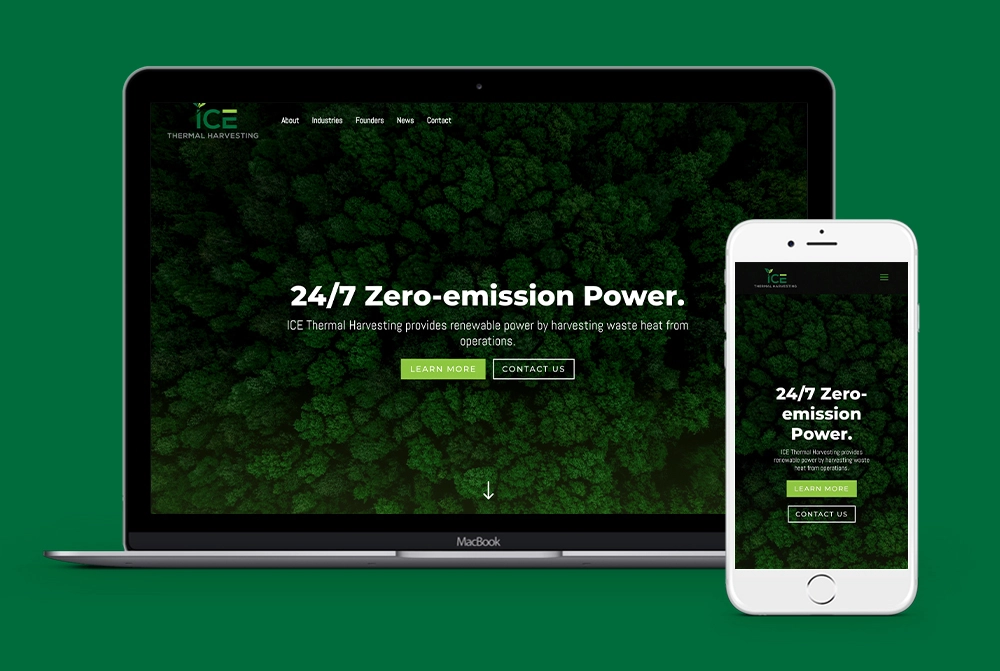 ICE
THERMAL HARVESTING
About Industries Founders News Contact
24/7 Zero-emission Power.
ICE Thermal Harvesting provides renewable power by harvesting waste heat from
operations.
LEARN MORE CONTACT US
MacBook
ICE
THERMAL HARVESTING
24/7 Zero-
emission
Power.
ICE Thermal Harvesting provides
renewable power by harvesting waste
heat from operations.
LEARN MORE
CONTACT US